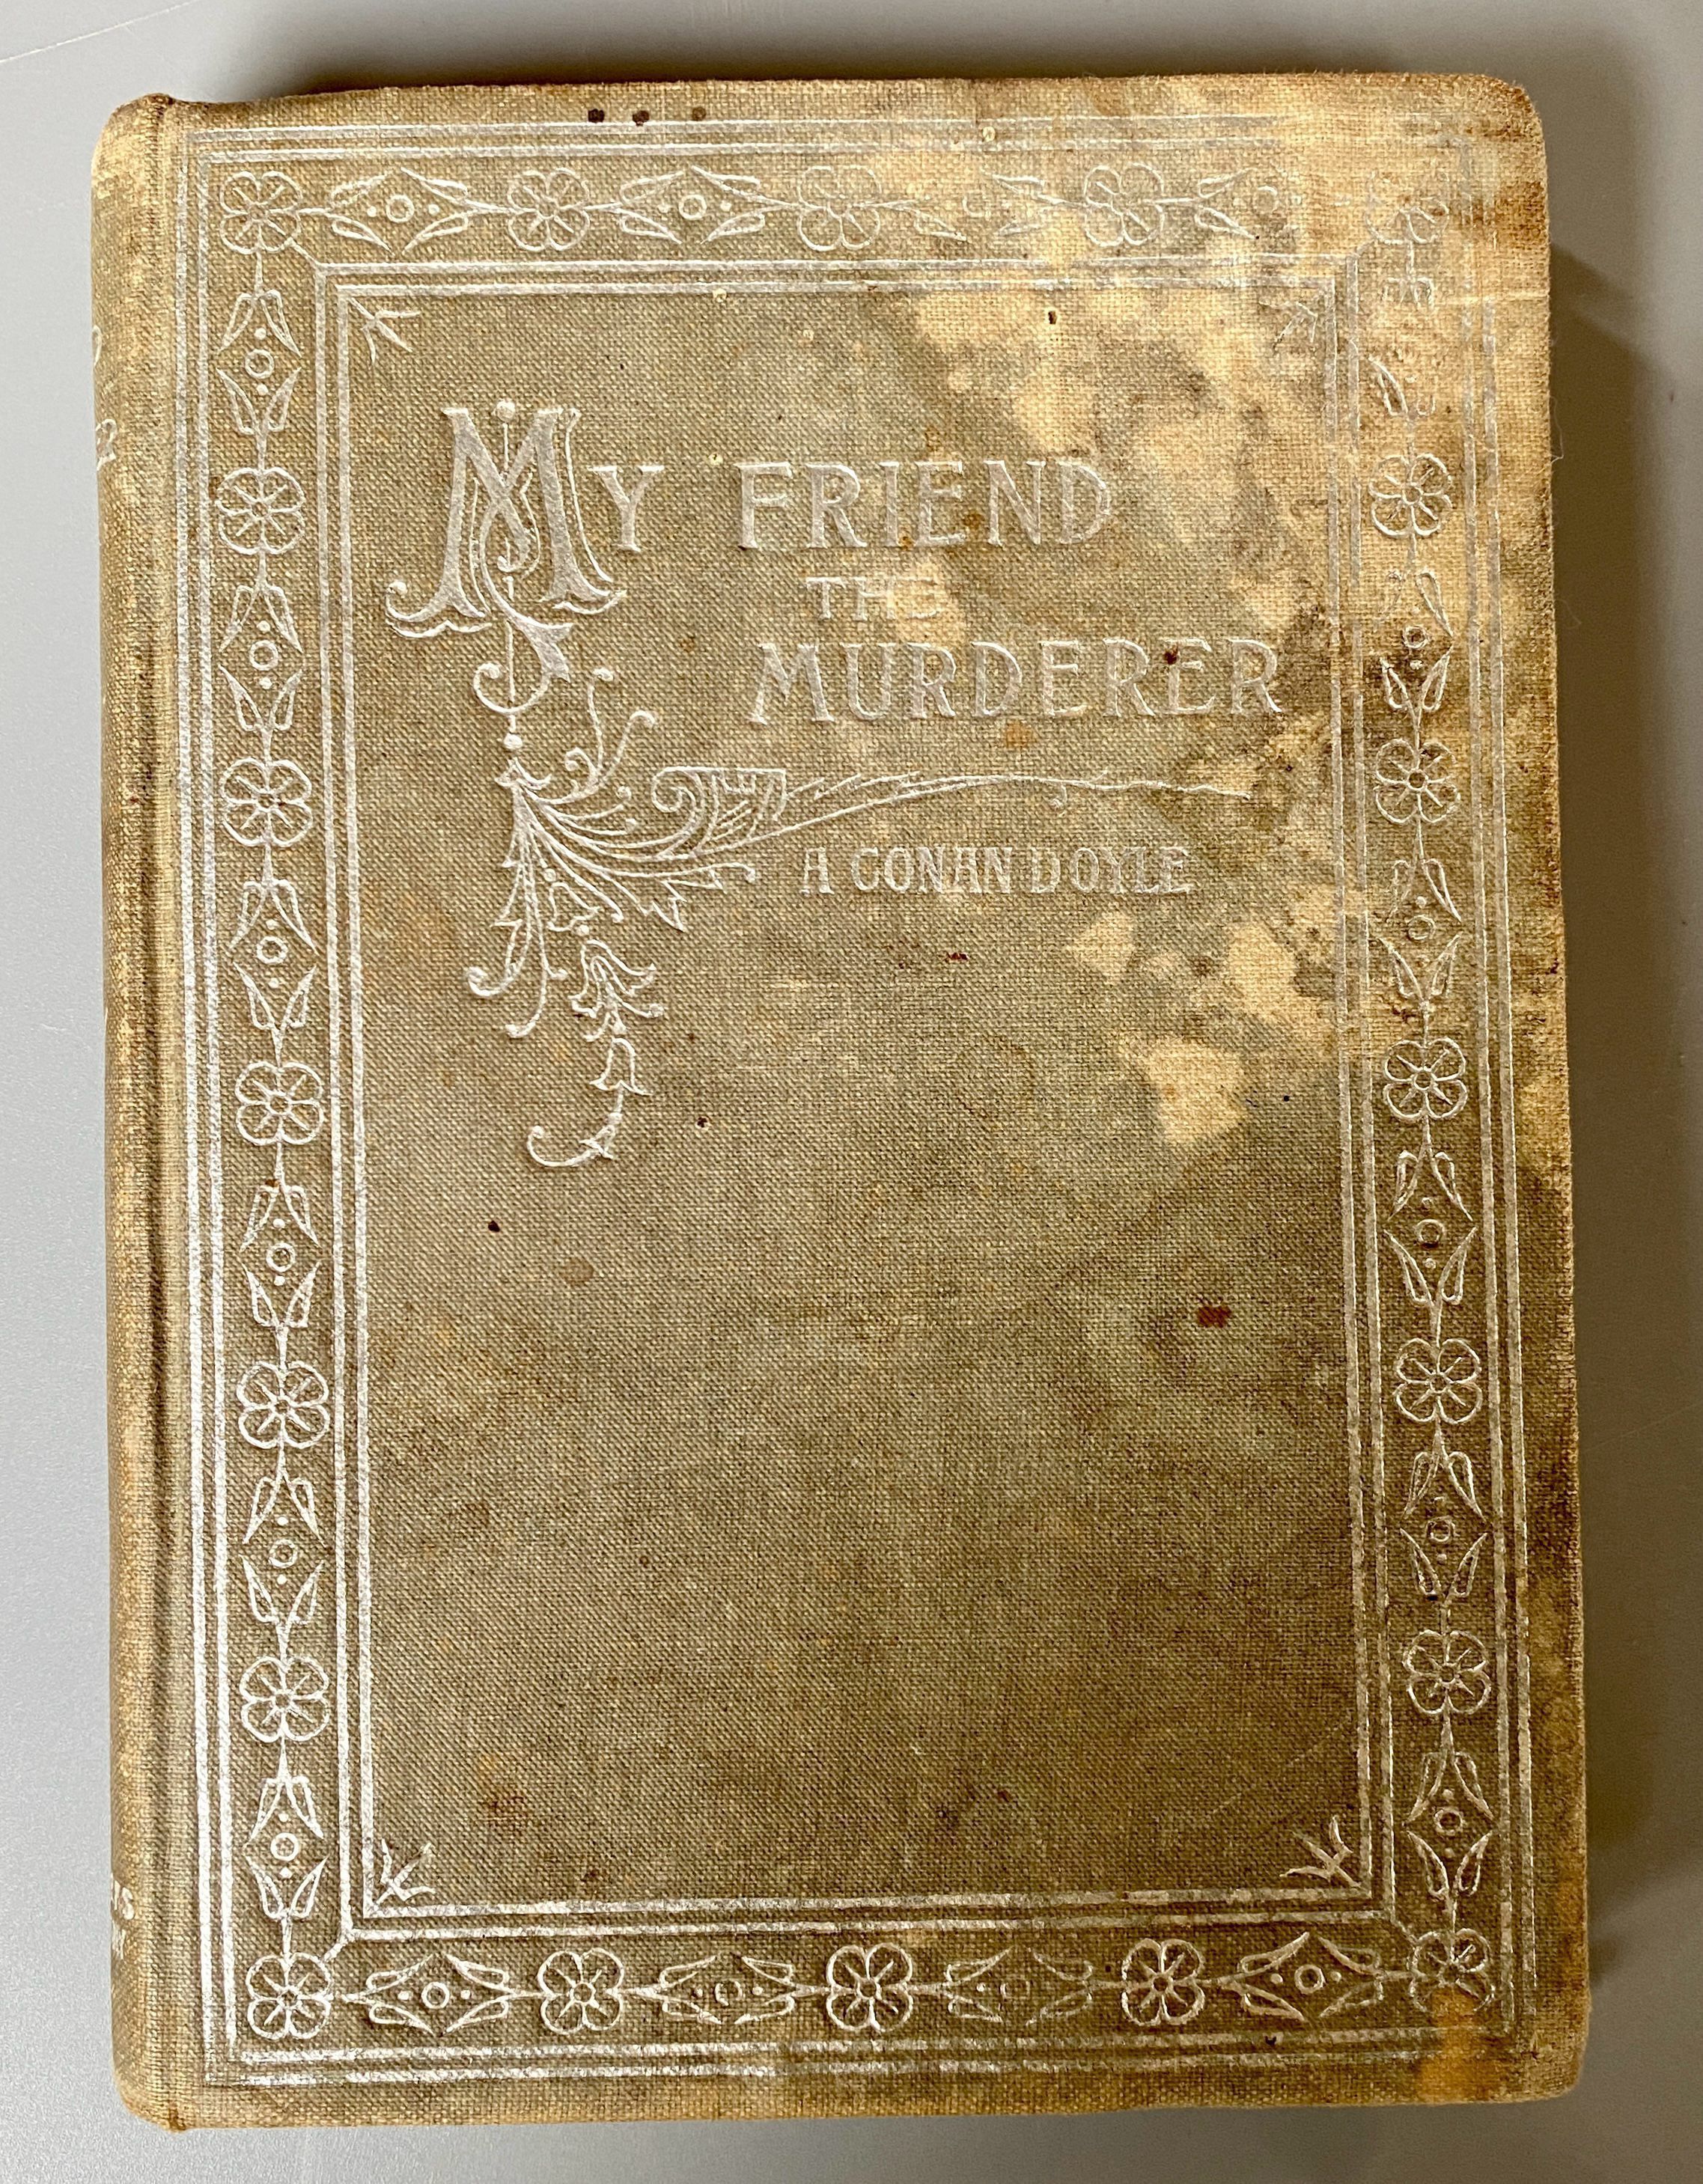 MY FRIEND
THE
MURDERER
A CONAN DOYLE